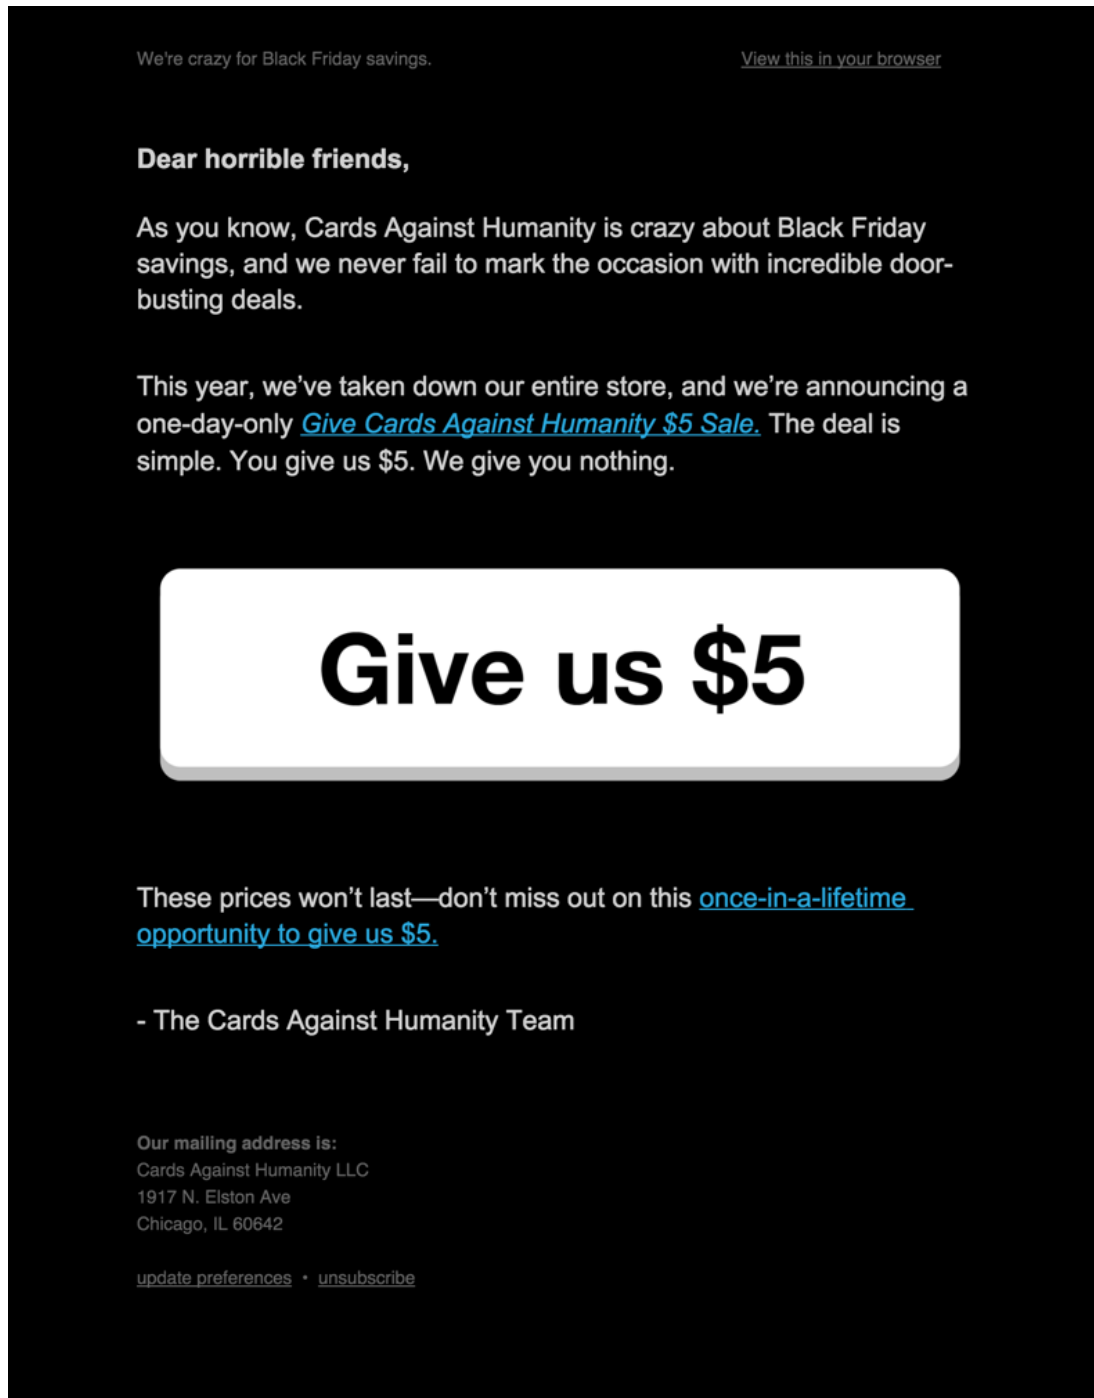 We're crazy for Black Friday savings.
View this in your browser
Dear horrible friends,
As you know, Cards Against Humanity is crazy about Black Friday
savings, and we never fail to mark the occasion with incredible door-
busting deals.
This year, we’ve taken down our entire store, and we’re announcing a
one-day-only Give Cards Against Humanity $5 Sale. The deal is
simple. You give us $5. We give you nothing.
Give us $5
These prices won’t last—don’t miss out on this once-in-a-lifetime
opportunity to give us $5.
- The Cards Against Humanity Team
Our mailing address is:
Cards Against Humanity LLC
1917 N. Elston Ave
Chicago, IL 60642
update preferences • unsubscribe